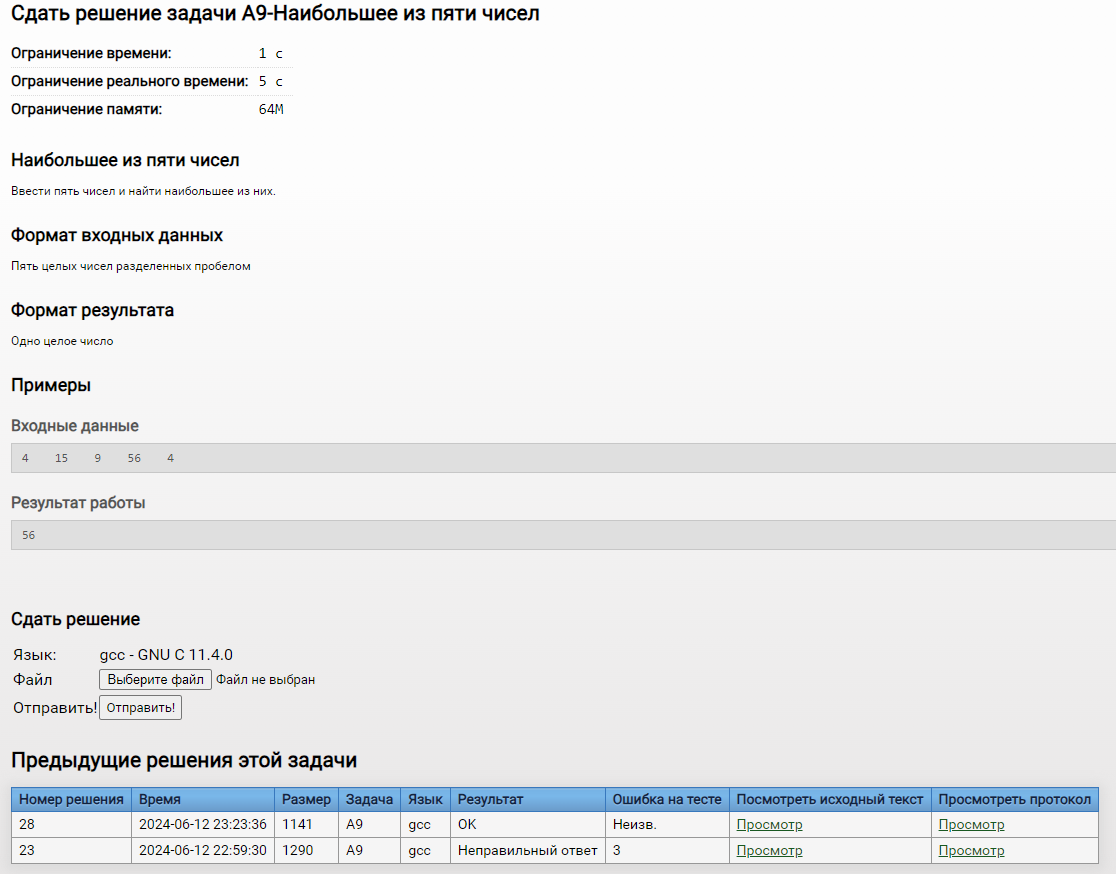 Сдать решение задачи A9-Наибольшее из пяти чисел
Ограничение времени: 1 с
Ограничение реального времени: 5 с
Ограничение памяти: 64M
Наибольшее из пяти чисел
Ввести пять чисел и найти наибольшее из них.
Формат входных данных
Пять целых чисел разделенных пробелом
Формат результата
Одно целое число
Примеры
Входные данные
4 15 9 56 4
Результат работы
56
Сдать решение
Язык: gcc - GNU C 11.4.0
Файл Выберите файл Файл не выбран
Отправить! Отправить!
Предыдущие решения этой задачи
Номер решения Время Размер Задача Язык Результат Ошибка на тесте Посмотреть исходный текст Просмотреть протокол
28 2024-06-12 23:23:36 1141 A9 gcc OK Неизв. Просмотр Просмотр
23 2024-06-12 22:59:30 1290 A9 gcc Неправильный ответ 3 Просмотр Просмотр